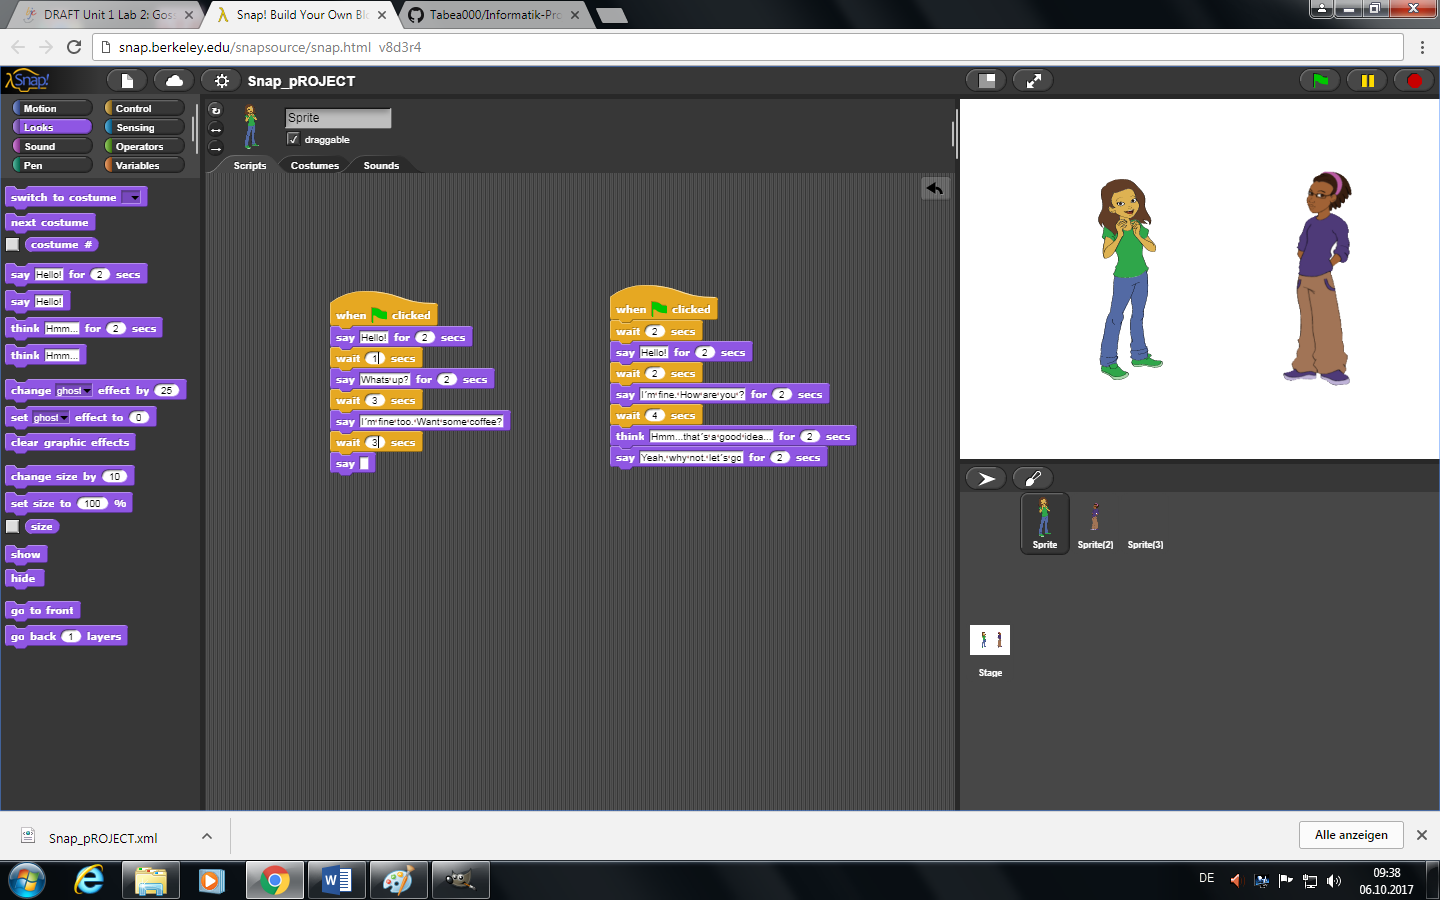 DRAFT Unit 1 Lab 2: Goss
Snap! Build Your Own Blo
Tabea000/Informatik-Pro
snap.berkeley.edu/snapsource/snap.html v8d3r4
Snap!
Snap_pROJECT
Motion
Control
Looks
Sensing
Sound
Operators
Pen
Variables
Sprite
draggable
Scripts
Costumes
Sounds
switch to costume
next costume
costume #
say Hello! for 2 secs
say Hello!
think Hmm... for 2 secs
think Hmm...
change ghost effect by 25
set ghost effect to 0
clear graphic effects
change size by 10
set size to 100 %
size
show
hide
go to front
go back 1 layers
when clicked
say Hello! for 2 secs
wait 1 secs
say Whats up? for 2 secs
wait 3 secs
say I'm fine too. Want some coffee?
wait 3 secs
say
when clicked
wait 2 secs
say Hello! for 2 secs
wait 2 secs
say I'm fine. How are you? for 2 secs
wait 4 secs
think Hmm...that's a good idea... for 2 secs
say Yeah, why not. let´s go for 2 secs
Sprite
Sprite(2)
Sprite(3)
Stage
Snap_pROJECT.xml
Alle anzeigen
DE
09:38
06.10.2017